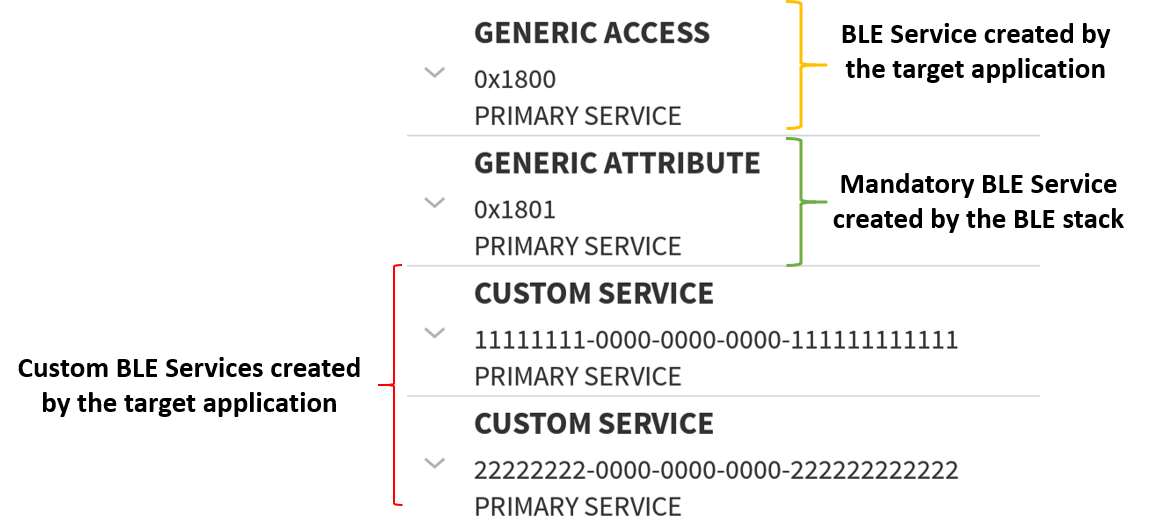 GENERIC ACCESS
0x1800
PRIMARY SERVICE
BLE Service created by
the target application
GENERIC ATTRIBUTE
0x1801
PRIMARY SERVICE
Mandatory BLE Service
created by the BLE stack
CUSTOM SERVICE
11111111-0000-0000-0000-111111111111
PRIMARY SERVICE
CUSTOM SERVICE
22222222-0000-0000-0000-222222222222
PRIMARY SERVICE
Custom BLE Services created
by the target application